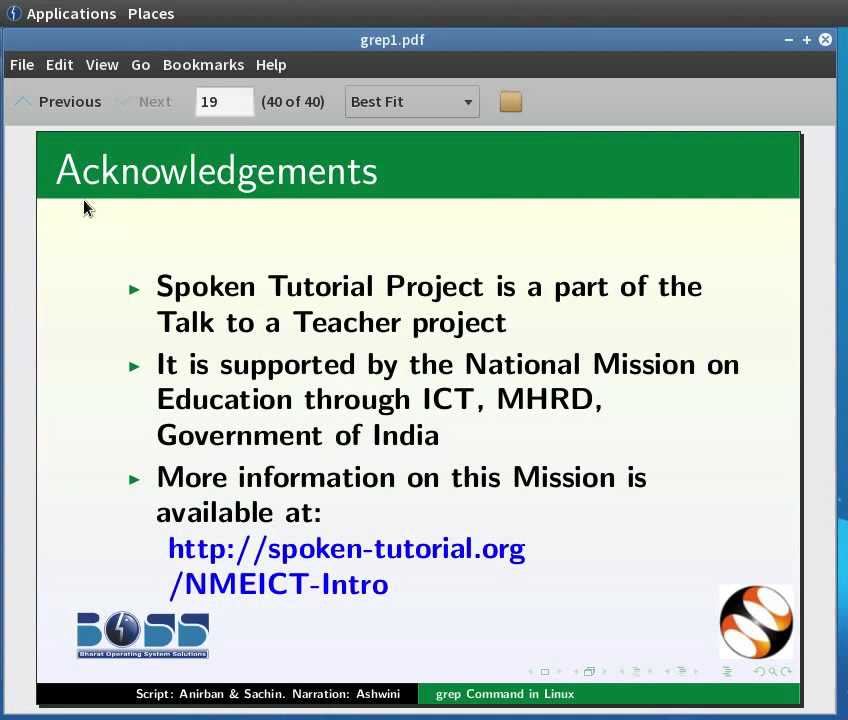 Applications Places
grep1.pdf
File Edit View Go Bookmarks Help
Previous Next 19 (40 of 40) Best Fit
Acknowledgements
Spoken Tutorial Project is a part of the
Talk to a Teacher project
It is supported by the National Mission on
Education through ICT, MHRD,
Government of India
More information on this Mission is
available at:
http://spoken-tutorial.org
/NMEICT-Intro
BOSS
Bharat Operating System Solutions
Script: Anirban & Sachin. Narration: Ashwini grep Command in Linux